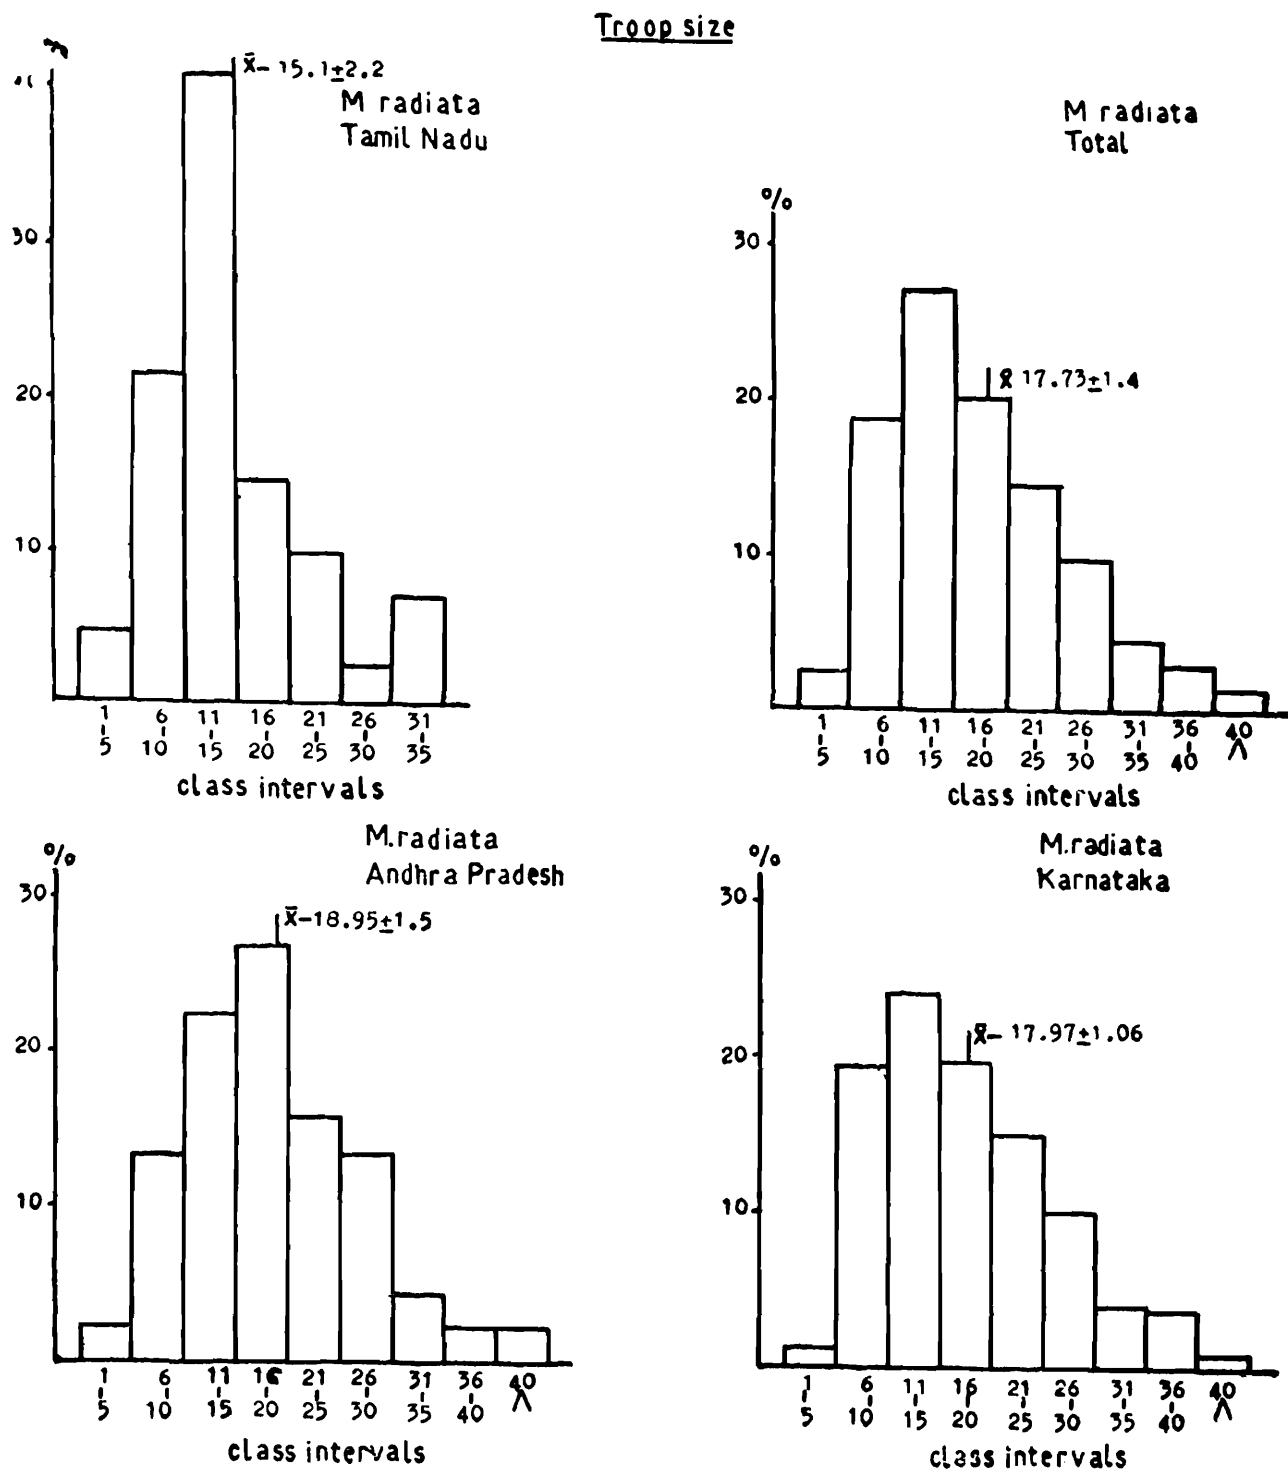 Troop size
x̄- 15.1±2.2
M radiata
Tamil Nadu
30
20
10
1-5
6-10
11-15
16-20
21-25
26-30
31-35
class intervals
M radiata
Total
%
30
x̄ 17.73±1.4
20
10
1-5
6-10
11-15
16-20
21-25
26-30
31-35
36-40
40
class intervals
M.radiata
Andhra Pradesh
%
30
x̄-18.95±1.5
20
10
1-5
6-10
11-15
16-20
21-25
26-30
31-35
36-40
40
class intervals
M.radiata
Karnataka
%
30
x̄- 17.97±1.06
20
10
1-5
6-10
11-15
16-20
21-25
26-30
31-35
36-40
40
class intervals